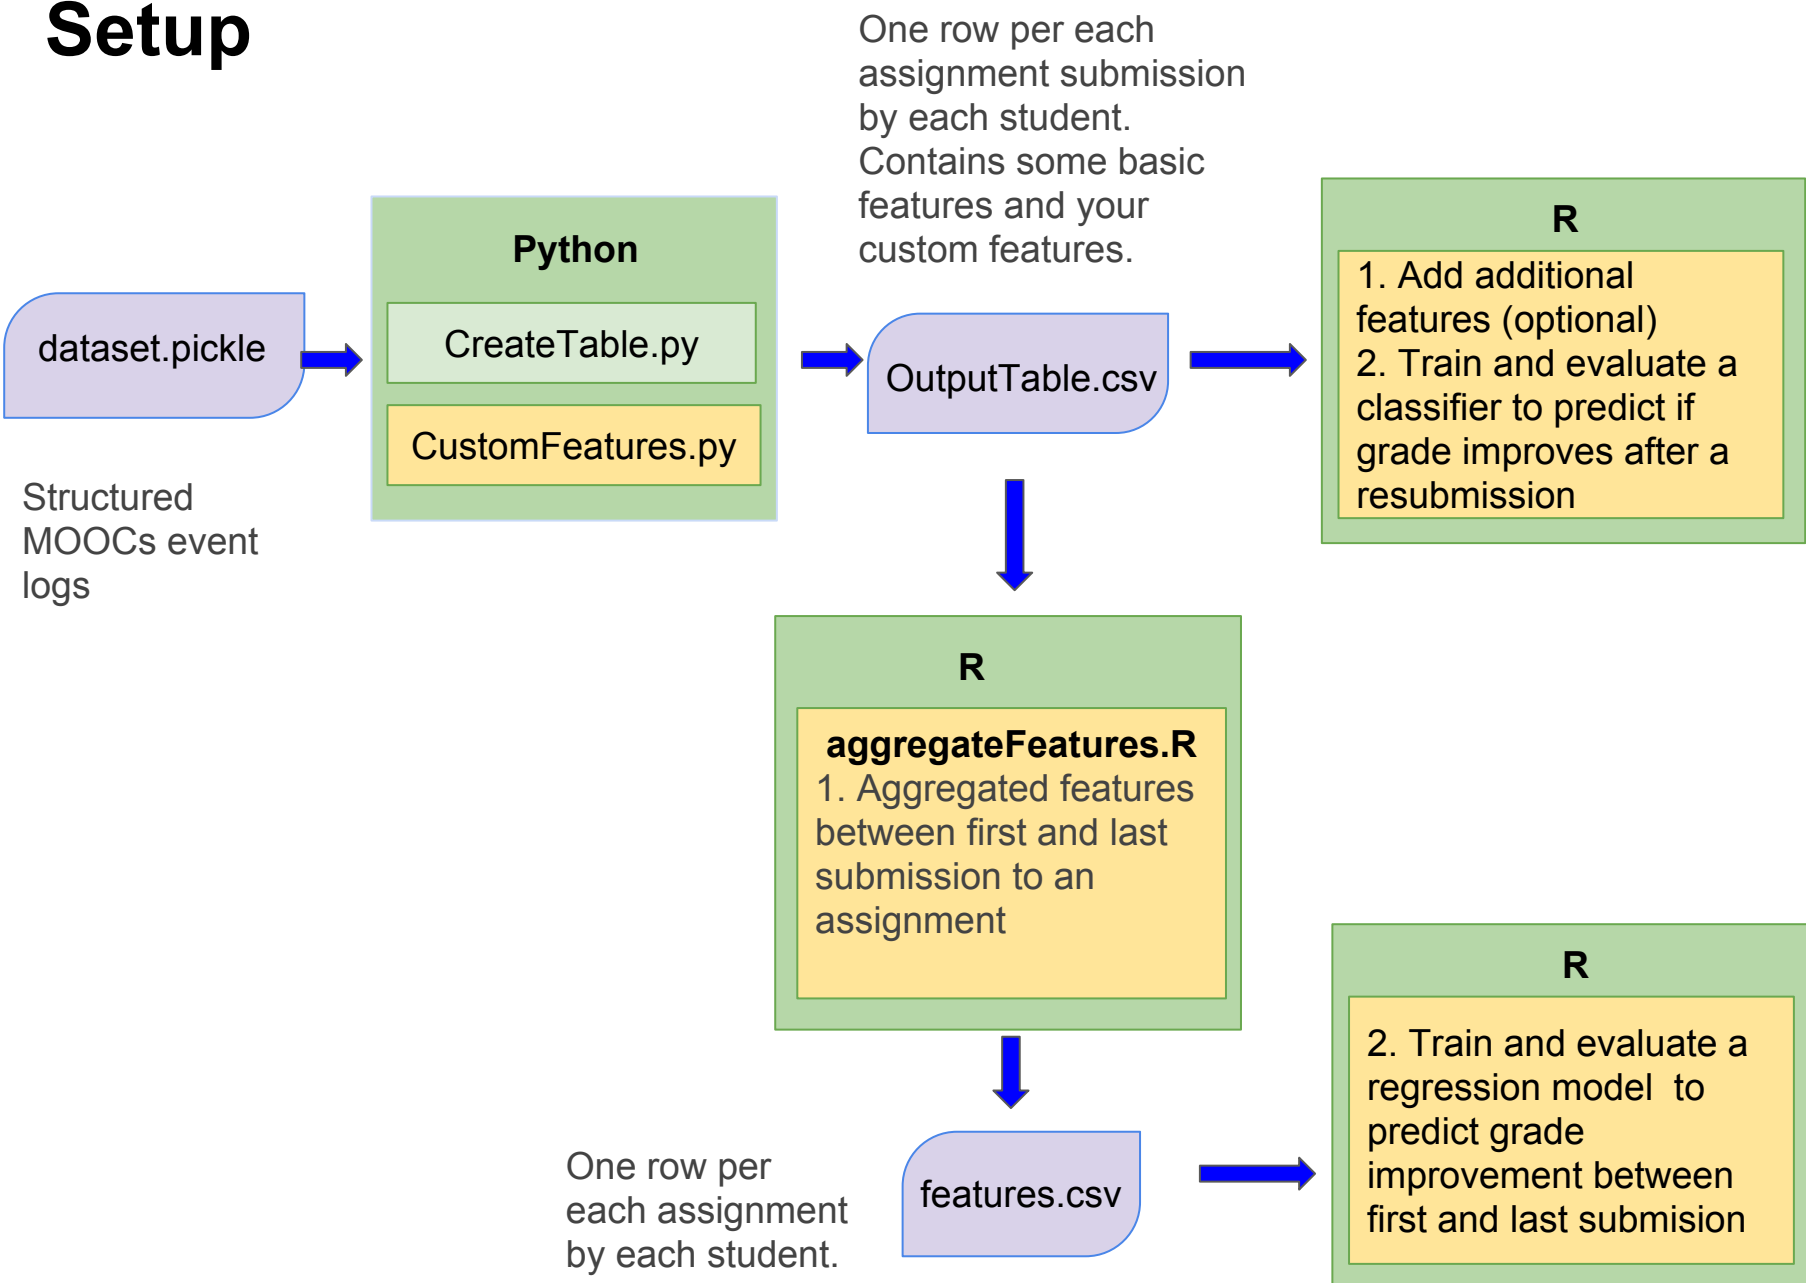 Setup
One row per each
assignment submission
by each student.
Contains some basic
features and your
custom features.
dataset.pickle
Structured
MOOCs event
logs
Python
CreateTable.py
CustomFeatures.py
OutputTable.csv
R
1. Add additional
features (optional)
2. Train and evaluate a
classifier to predict if
grade improves after a
resubmission
R
aggregateFeatures.R
1. Aggregated features
between first and last
submission to an
assignment
One row per
each assignment
by each student.
features.csv
R
2. Train and evaluate a
regression model  to
predict grade
improvement between
first and last submision